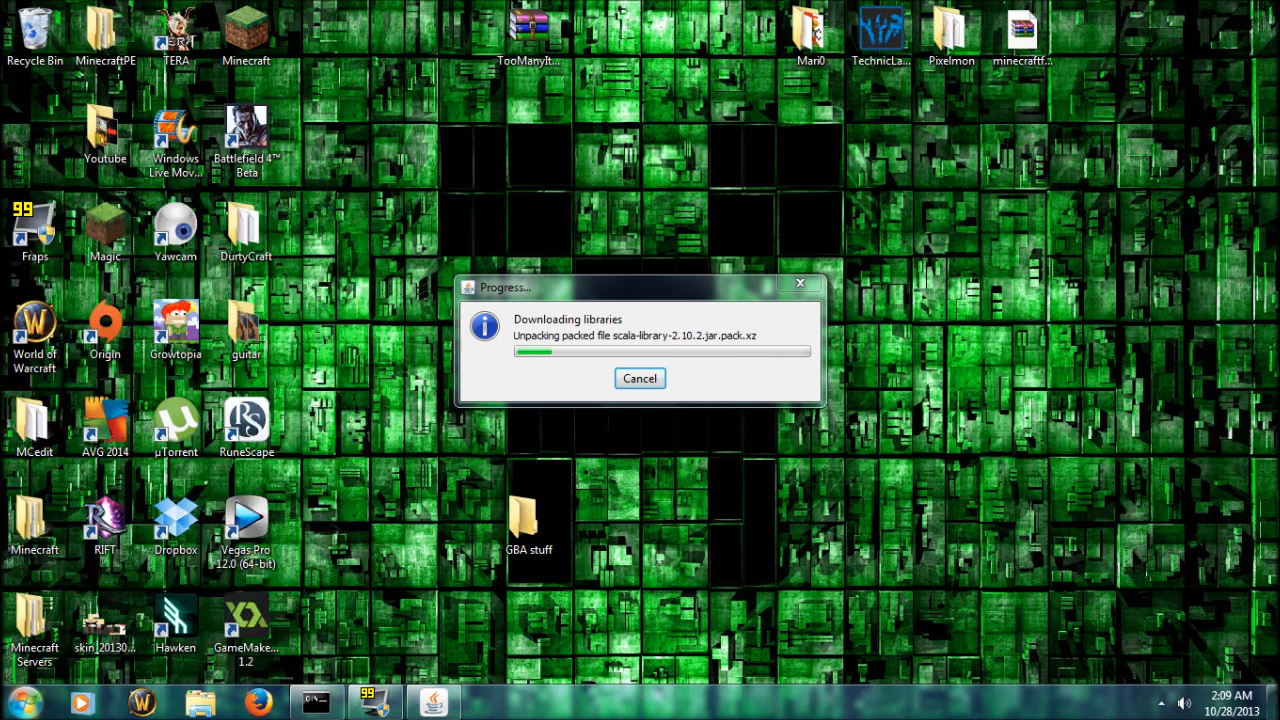 Recycle Bin
MinecraftPE
TERA
Minecraft
TooManyIt...
Mari0
TechnicLa...
Pixelmon
minecraftf...
Youtube
Windows
Live Mov...
Battlefield 4™
Beta
99
Fraps
Magic
Yawcam
DurtyCraft
Progress...
Downloading libraries
Unpacking packed file scala-library-2.10.2.jar.pack.xz
Cancel
World of
Warcraft
Origin
Growtopia
guitar
MCedit
AVG 2014
µTorrent
RS
RuneScape
Minecraft
RIFT
Dropbox
Vegas Pro
12.0 (64-bit)
GBA stuff
Minecraft
Servers
skin_20130...
Hawken
GameMake...
1.2
C:\_
99
2:09 AM
10/28/2013